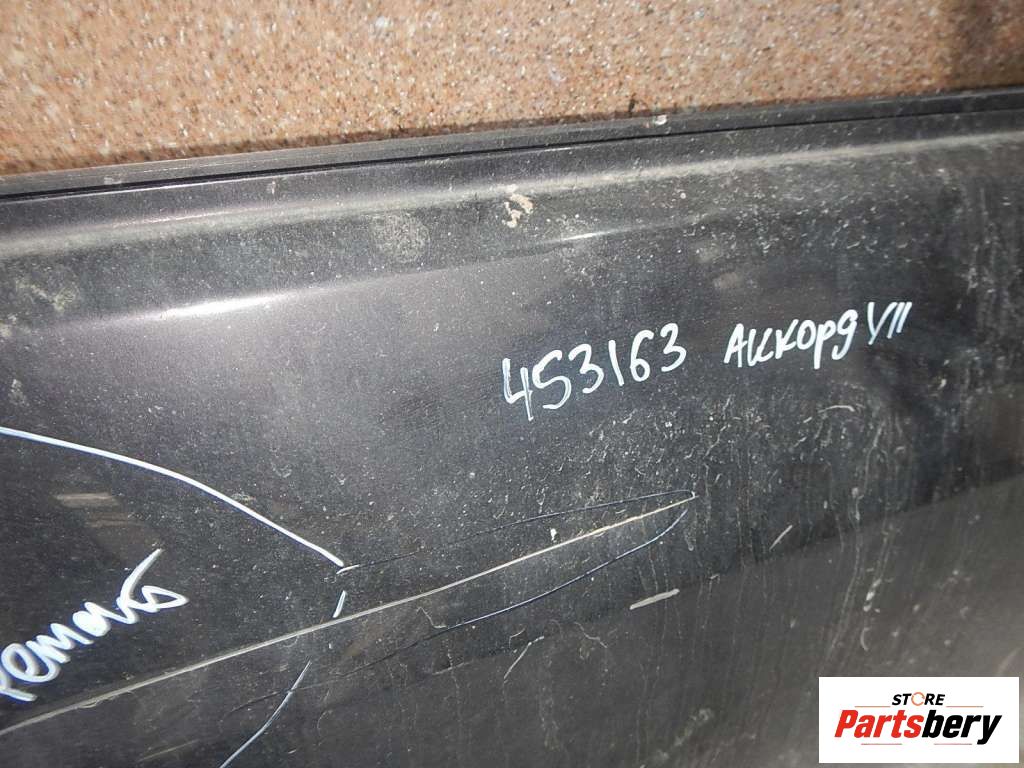 453163 Аккорд VII
ремонт
STORE
Partsbery